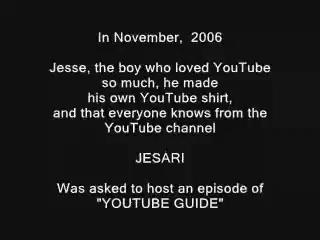 In November,  2006
Jesse, the boy who loved YouTube
so much, he made
his own YouTube shirt,
and that everyone knows from the
YouTube channel
JESARI
Was asked to host an episode of
"YOUTUBE GUIDE"